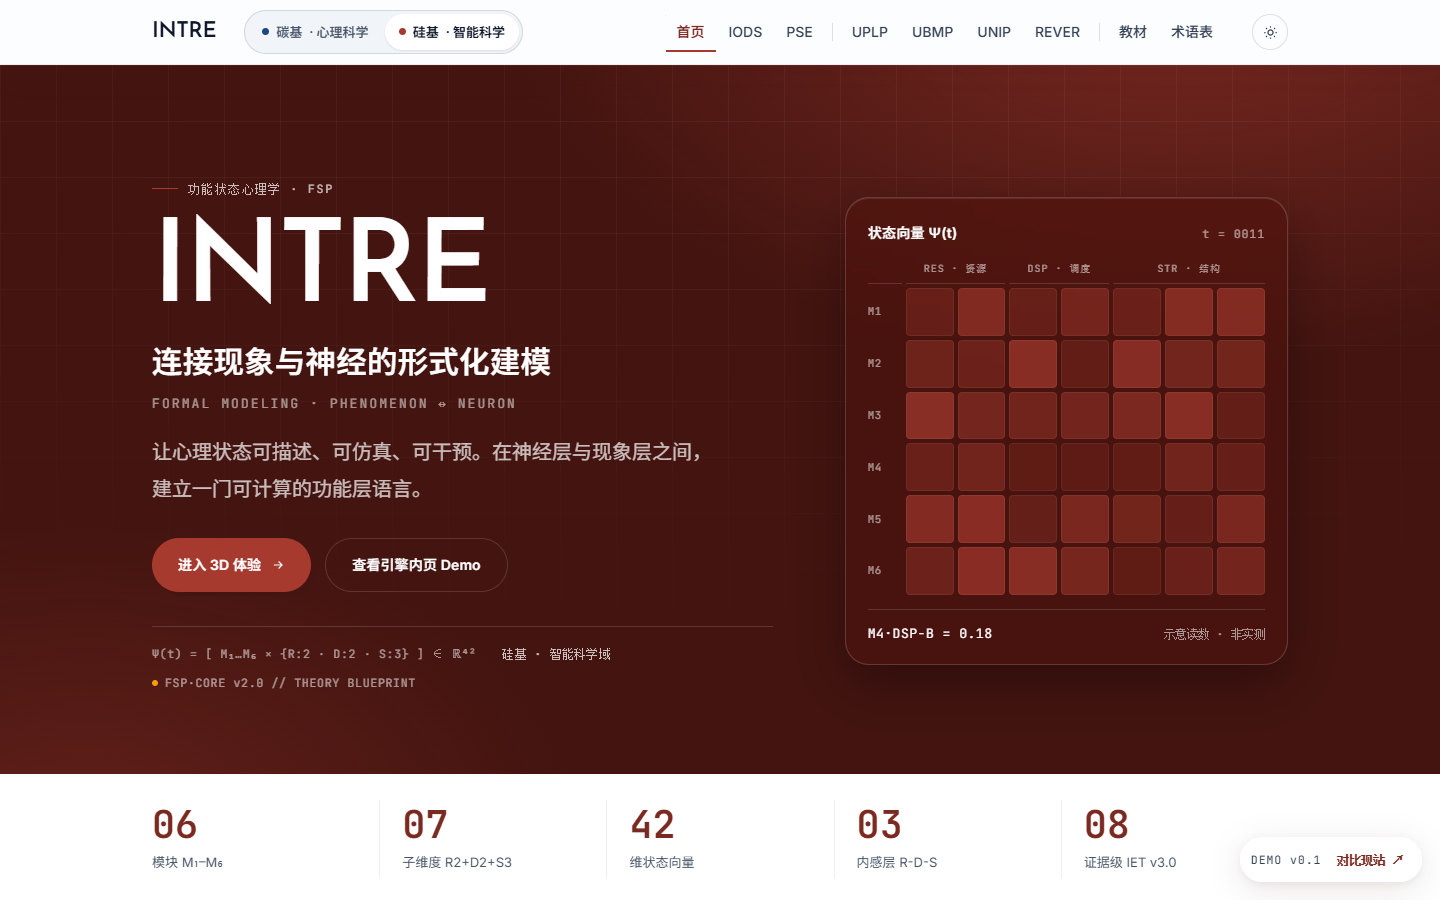 INTRE
碳基 · 心理科学
硅基 · 智能科学
首页
IODS
PSE
UPLP
UBMP
UNIP
REVER
教材
术语表
功能状态心理学 · FSP
INTRE
连接现象与神经的形式化建模
FORMAL MODELING · PHENOMENON ↔ NEURON
让心理状态可描述、可仿真、可干预。在神经层与现象层之间，
建立一门可计算的功能层语言。
进入 3D 体验 →
查看引擎内页 Demo
Ψ(t) = [ M₁…M₆ × {R:2 · D:2 · S:3} ] ∈ ℝ⁴² 硅基 · 智能科学域
FSP·CORE v2.0 // THEORY BLUEPRINT
状态向量 Ψ(t)
t = 0011
RES · 资源
DSP · 调度
STR · 结构
M1
M2
M3
M4
M5
M6
M4·DSP-B = 0.18
示意读数 · 非实测
06
模块 M₁–M₆
07
子维度 R2+D2+S3
42
维状态向量
03
内感层 R-D-S
08
证据级 IET v3.0
DEMO v0.1 对比现站 ↗